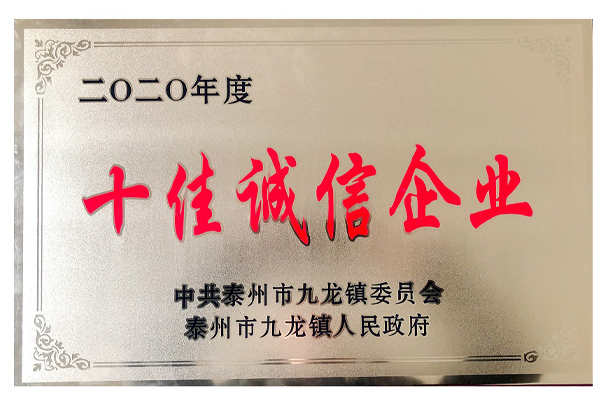 二〇二〇年度
十佳诚信企业
中共泰州市九龙镇委员会
泰州市九龙镇人民政府